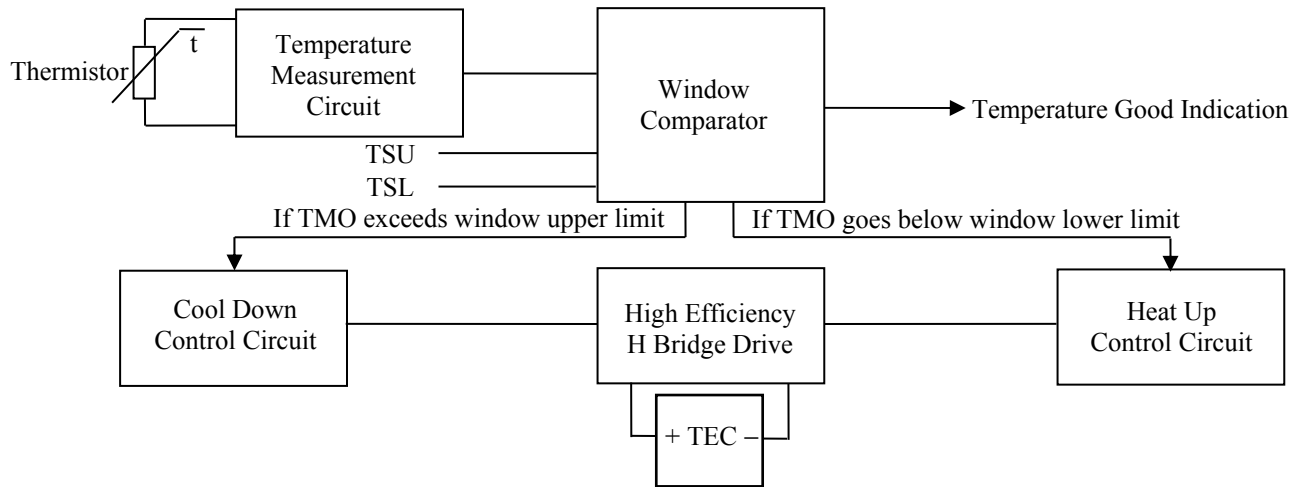 Thermistor
t
Temperature
Measurement
Circuit
Window
Comparator
Temperature Good Indication
TSU
TSL
If TMO exceeds window upper limit
If TMO goes below window lower limit
Cool Down
Control Circuit
High Efficiency
H Bridge Drive
Heat Up
Control Circuit
+ TEC –